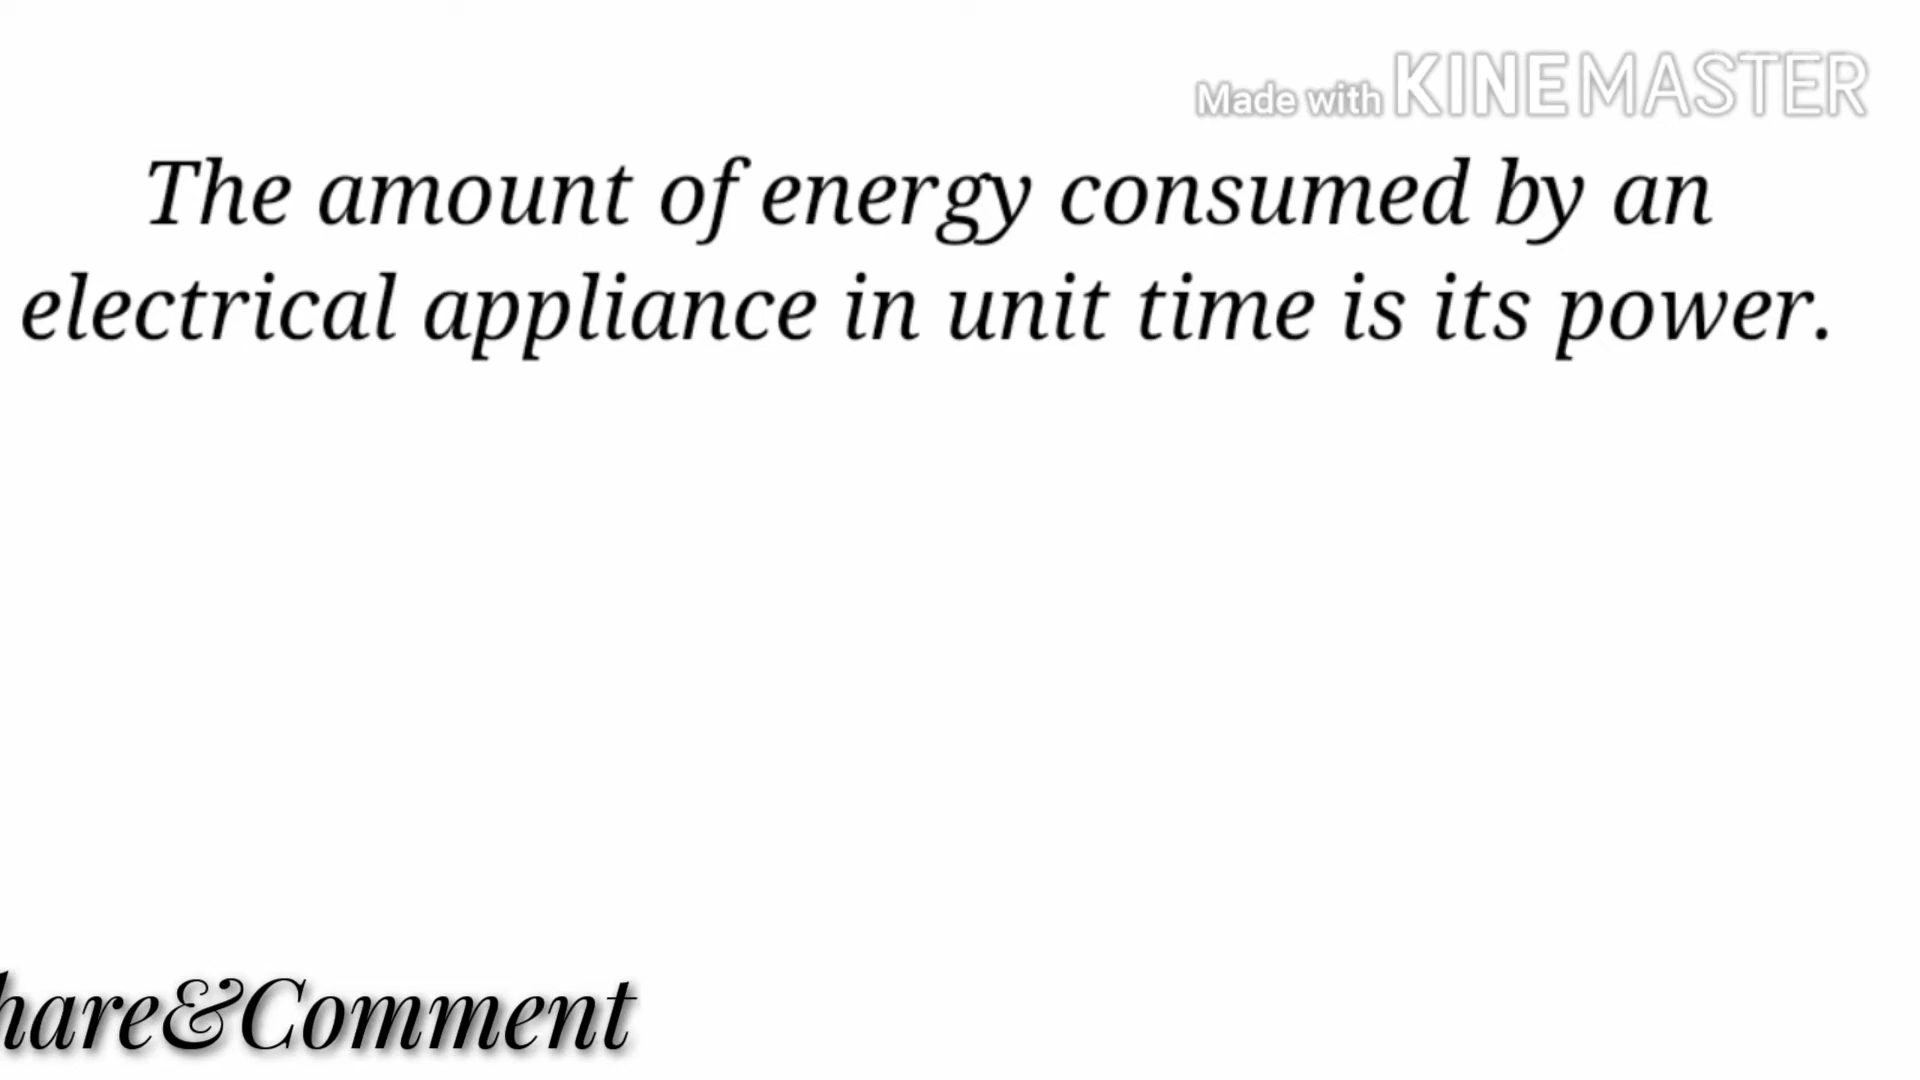 Made with KINEMASTER
The amount of energy consumed by an
electrical appliance in unit time is its power.
hare&Comment